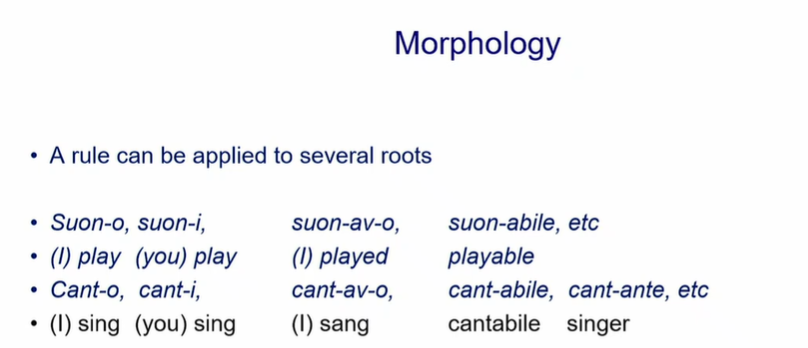 Morphology
• A rule can be applied to several roots
• Suon-o, suon-i, suon-av-o, suon-abile, etc
• (I) play (you) play (I) played playable
• Cant-o, cant-i, cant-av-o, cant-abile, cant-ante, etc
• (I) sing (you) sing (I) sang cantabile singer